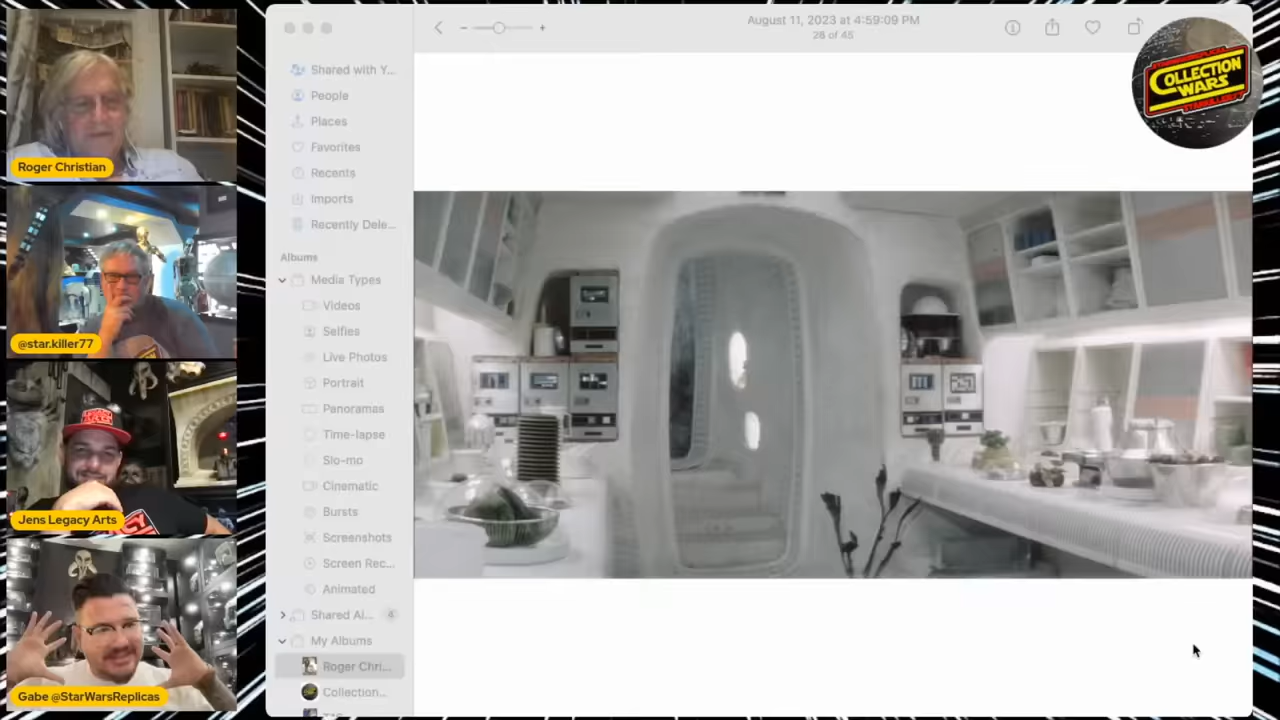 Roger Christian
@star.killer77
Jens Legacy Arts
Gabe @StarWarsReplicas
August 11, 2023 at 4:59:09 PM
28 of 45
Shared with Y...
People
Places
Favorites
Recents
Imports
Recently Dele...
Albums
Media Types
Videos
Selfies
Live Photos
Portrait
Panoramas
Time-lapse
Slo-mo
Cinematic
Bursts
Screenshots
Screen Rec...
Animated
Shared Al...
My Albums
Roger Chri...
Collection...
COLLECTION
WARS